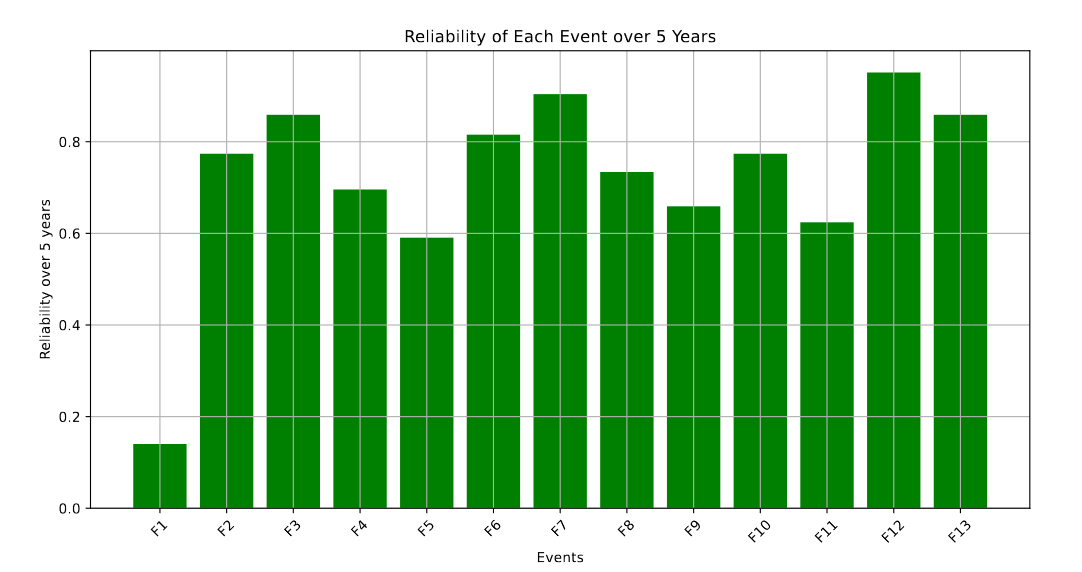 Reliability of Each Event over 5 Years
Reliability over 5 years
0.8
0.6
0.4
0.2
0.0
F1 F2 F3 F4 F5 F6 F7 F8 F9 F10 F11 F12 F13
Events